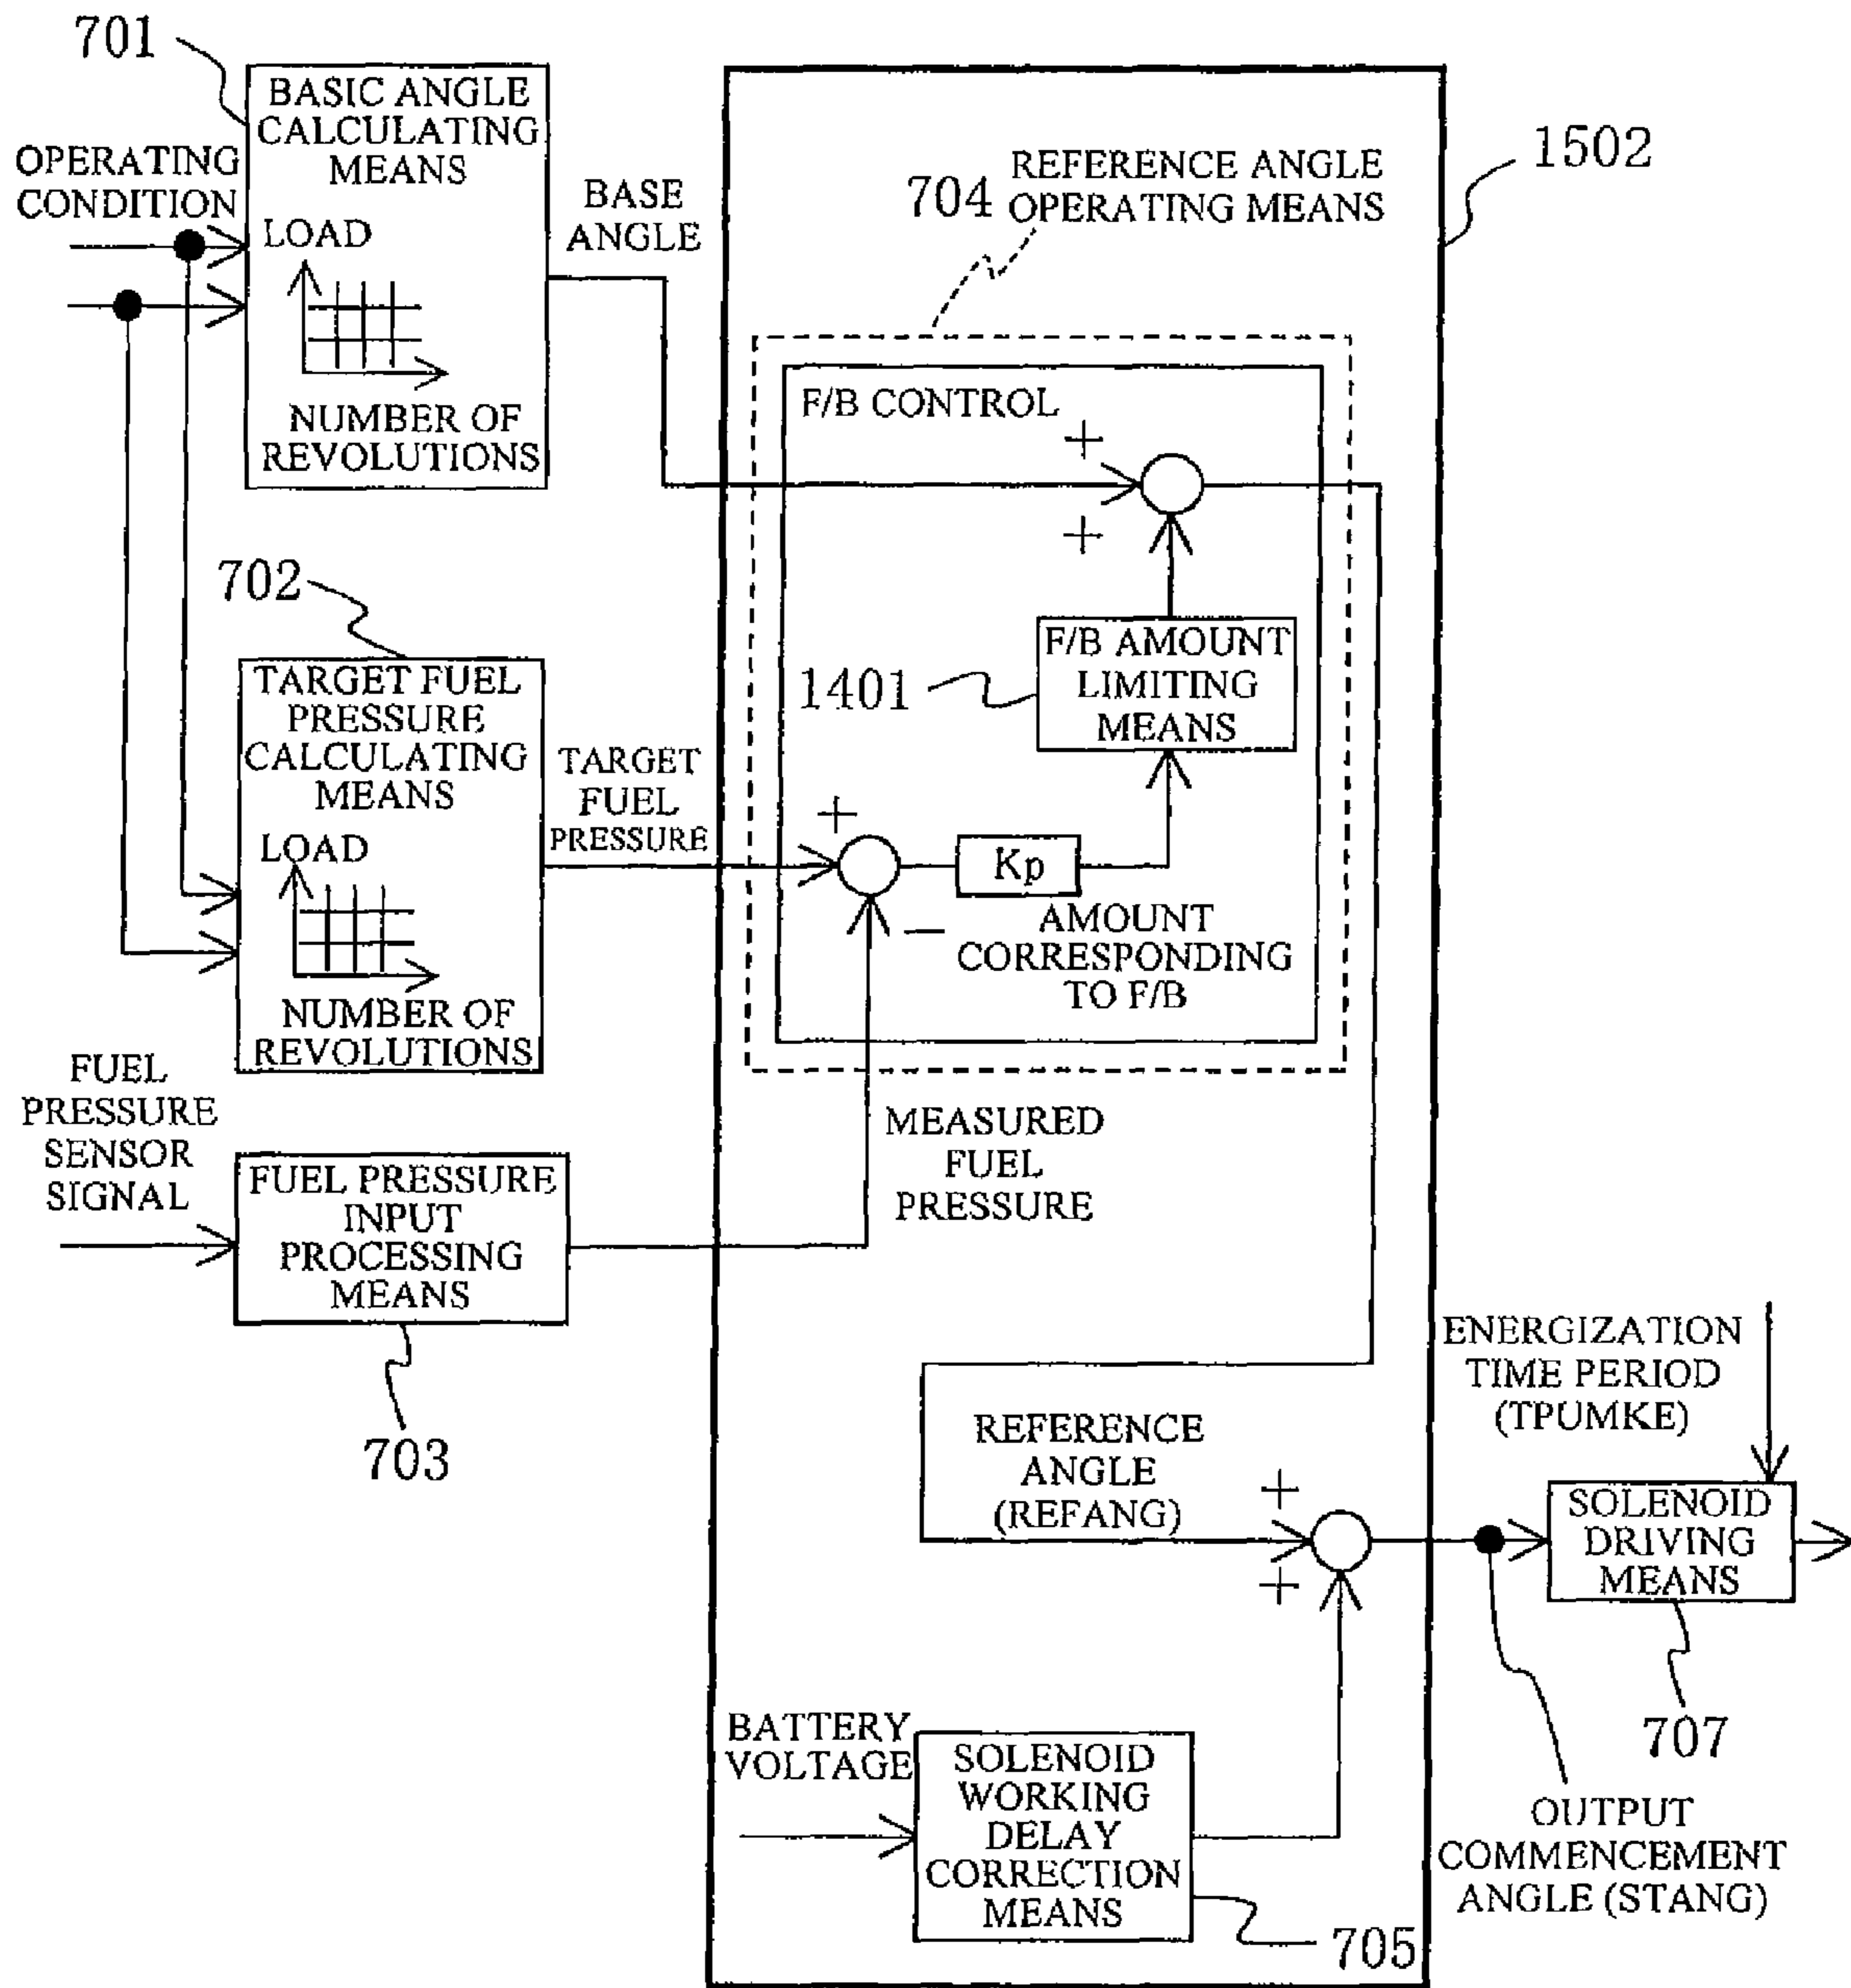 701
BASIC ANGLE
CALCULATING
MEANS
OPERATING
CONDITION
LOAD
NUMBER OF
REVOLUTIONS
BASE
ANGLE
704
REFERENCE ANGLE
OPERATING MEANS
1502
F/B CONTROL
+
+
F/B AMOUNT
LIMITING
MEANS
1401
702
TARGET FUEL
PRESSURE
CALCULATING
MEANS
LOAD
NUMBER OF
REVOLUTIONS
TARGET
FUEL
PRESSURE
+
−
Kp
AMOUNT
CORRESPONDING
TO F/B
FUEL
PRESSURE
SENSOR
SIGNAL
FUEL PRESSURE
INPUT
PROCESSING
MEANS
703
MEASURED
FUEL
PRESSURE
REFERENCE
ANGLE
(REFANG)
+
+
ENERGIZATION
TIME PERIOD
(TPUMKE)
SOLENOID
DRIVING
MEANS
707
BATTERY
VOLTAGE
SOLENOID
WORKING
DELAY
CORRECTION
MEANS
705
OUTPUT
COMMENCEMENT
ANGLE (STANG)